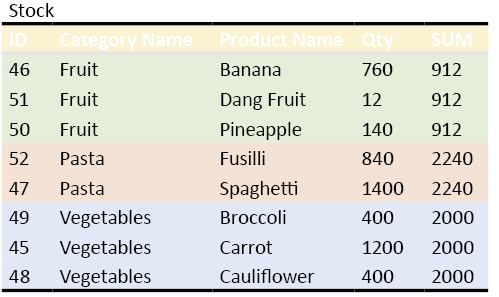 Stock
ID Category Name Product Name Qty SUM
46 Fruit Banana 760 912
51 Fruit Dang Fruit 12 912
50 Fruit Pineapple 140 912
52 Pasta Fusilli 840 2240
47 Pasta Spaghetti 1400 2240
49 Vegetables Broccoli 400 2000
45 Vegetables Carrot 1200 2000
48 Vegetables Cauliflower 400 2000